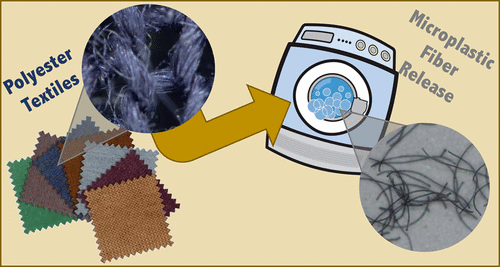 Polyester
Textiles
Microplastic
Fiber
Release